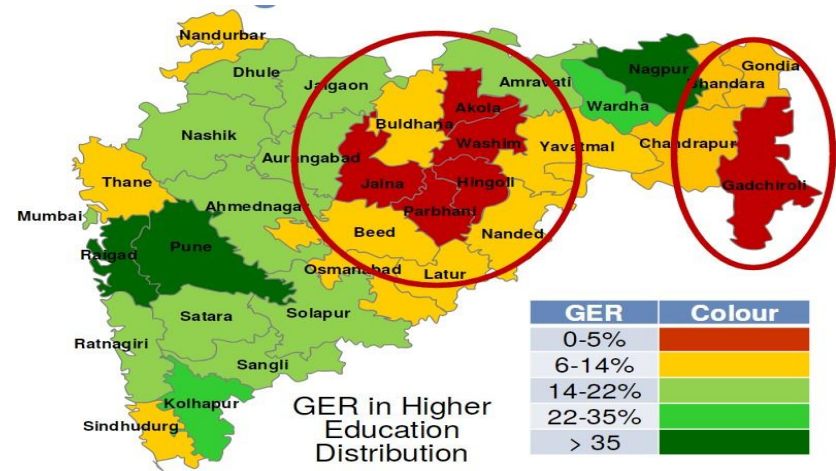 Nandurbar
Dhule
Jalgaon
Amravati
Nagpur
Gondia
Bhandara
Akola
Wardha
Buldhana
Nashik
Washim
Yavatmal
Chandrapur
Aurangabad
Thane
Jalna
Hingoli
Gadchiroli
Ahmednagar
Parbhani
Mumbai
Beed
Nanded
Raigad
Pune
Osmanabad
Latur
Satara
Solapur
Ratnagiri
Sangli
Kolhapur
Sindhudurg
GER in Higher
Education
Distribution
GER Colour
0-5%
6-14%
14-22%
22-35%
> 35